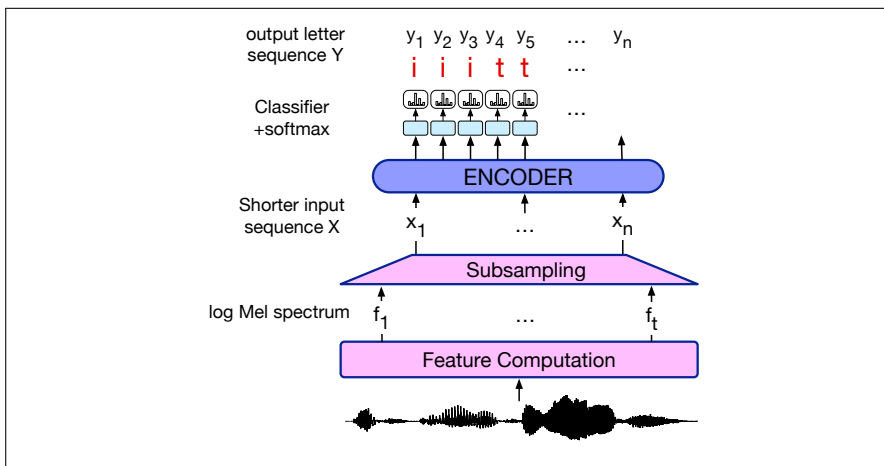 output letter sequence Y
y1 y2 y3 y4 y5 ... yn
i i i t t ...
Classifier +softmax
...
ENCODER
Shorter input sequence X
x1 ... xn
Subsampling
log Mel spectrum
f1 ... ft
Feature Computation